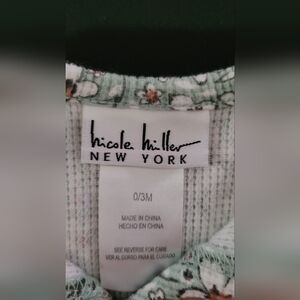 nicole miller
NEW YORK
0/3M
MADE IN CHINA
HECHO EN CHINA
SEE REVERSE FOR CARE
VER AL DORSO PARA EL CUIDADO